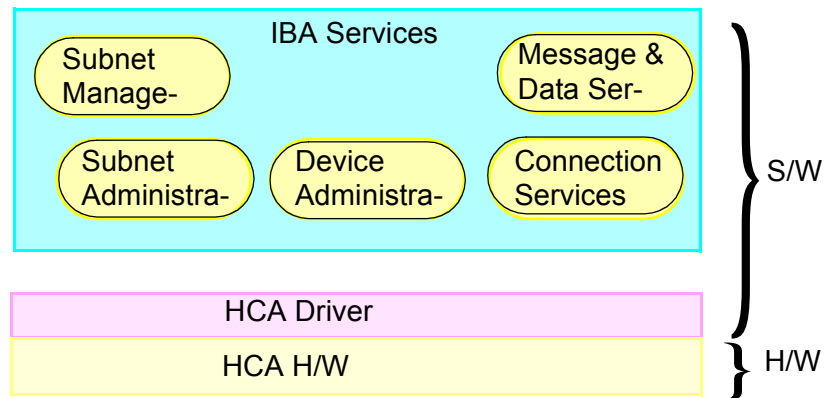 IBA Services
Subnet
Manage-
Message &
Data Ser-
Subnet
Administra-
Device
Administra-
Connection
Services
S/W
HCA Driver
HCA H/W
H/W